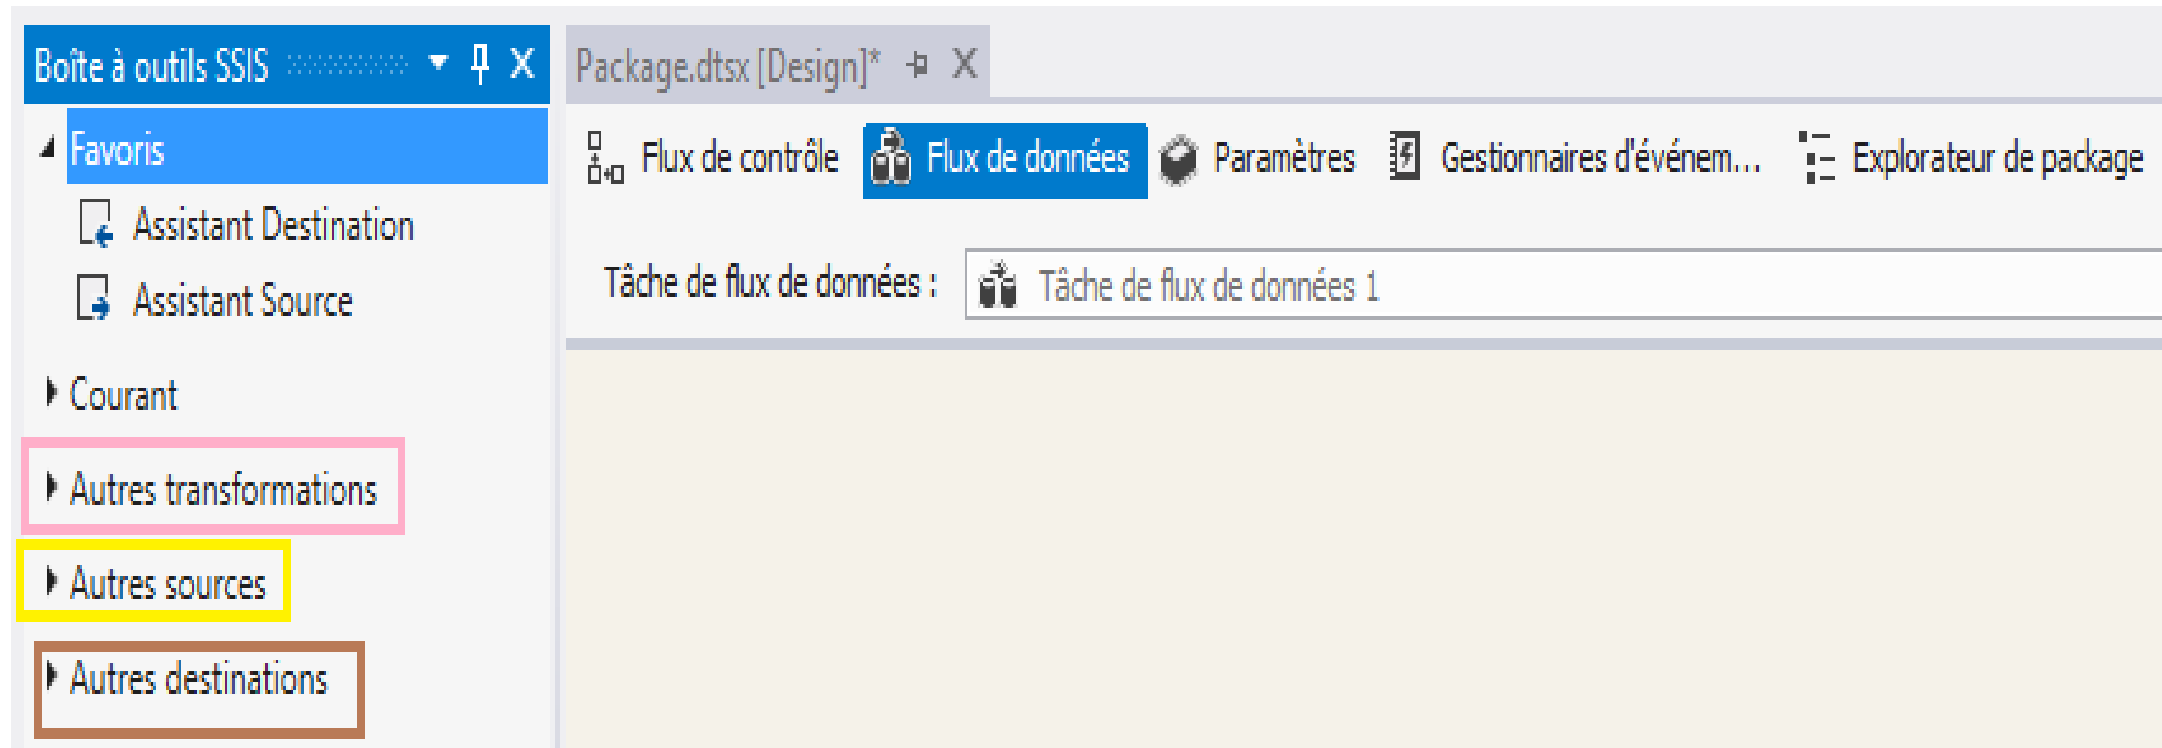 Boîte à outils SSIS
Favoris
Assistant Destination
Assistant Source
Courant
Autres transformations
Autres sources
Autres destinations
Package.dtsx [Design]*
Flux de contrôle Flux de données Paramètres Gestionnaires d'événem... Explorateur de package
Tâche de flux de données : Tâche de flux de données 1